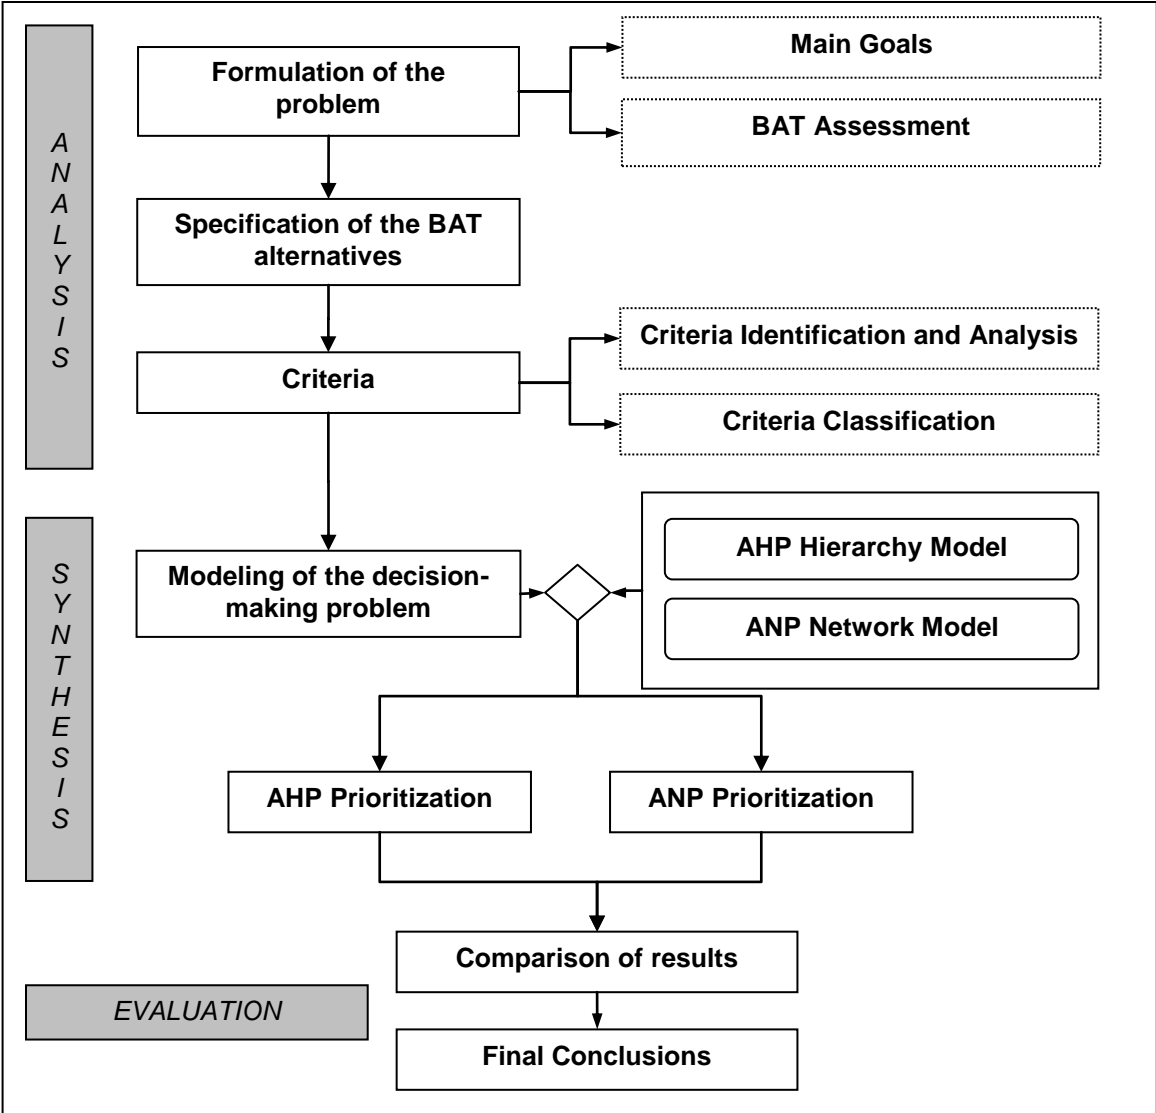 ANALYSIS
Formulation of the
problem
Main Goals
BAT Assessment
Specification of the BAT
alternatives
Criteria
Criteria Identification and Analysis
Criteria Classification
SYNTHESIS
Modeling of the decision-
making problem
AHP Hierarchy Model
ANP Network Model
AHP Prioritization
ANP Prioritization
Comparison of results
EVALUATION
Final Conclusions